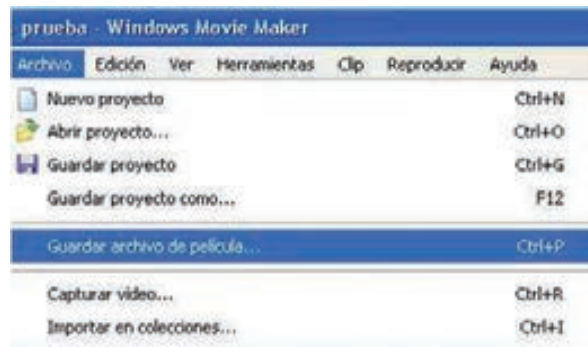 prueba - Windows Movie Maker
Archivo Edición Ver Herramientas Clip Reproducir Ayuda
Nuevo proyecto Ctrl+N
Abrir proyecto... Ctrl+O
Guardar proyecto Ctrl+G
Guardar proyecto como... F12
Guardar archivo de película... Ctrl+P
Capturar vídeo... Ctrl+R
Importar en colecciones... Ctrl+I